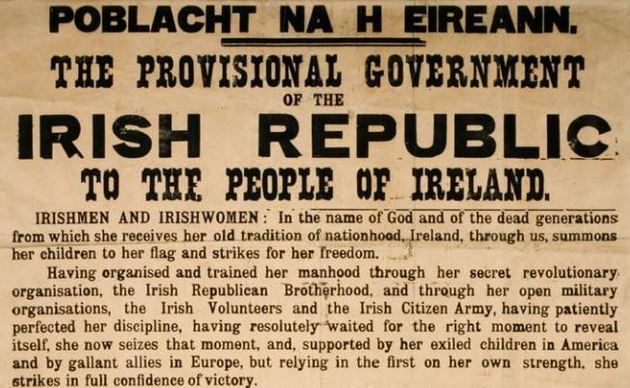 POBLACHT NA H EIREANN.
THE PROVISIONAL GOVERNMENT
OF THE
IRISH REPUBLIC
TO THE PEOPLE OF IRELAND.
IRISHMEN AND IRISHWOMEN: In the name of God and of the dead generations
from which she receives her old tradition of nationhood, Ireland, through us, summons
her children to her flag and strikes for her freedom.
Having organised and trained her manhood through her secret revolutionary
organisation, the Irish Republican Brotherhood, and through her open military
organisations, the Irish Volunteers and the Irish Citizen Army, having patiently
perfected her discipline, having resolutely waited for the right moment to reveal
itself, she now seizes that moment, and, supported by her exiled children in America
and by gallant allies in Europe, but relying in the first on her own strength, she
strikes in full confidence of victory.